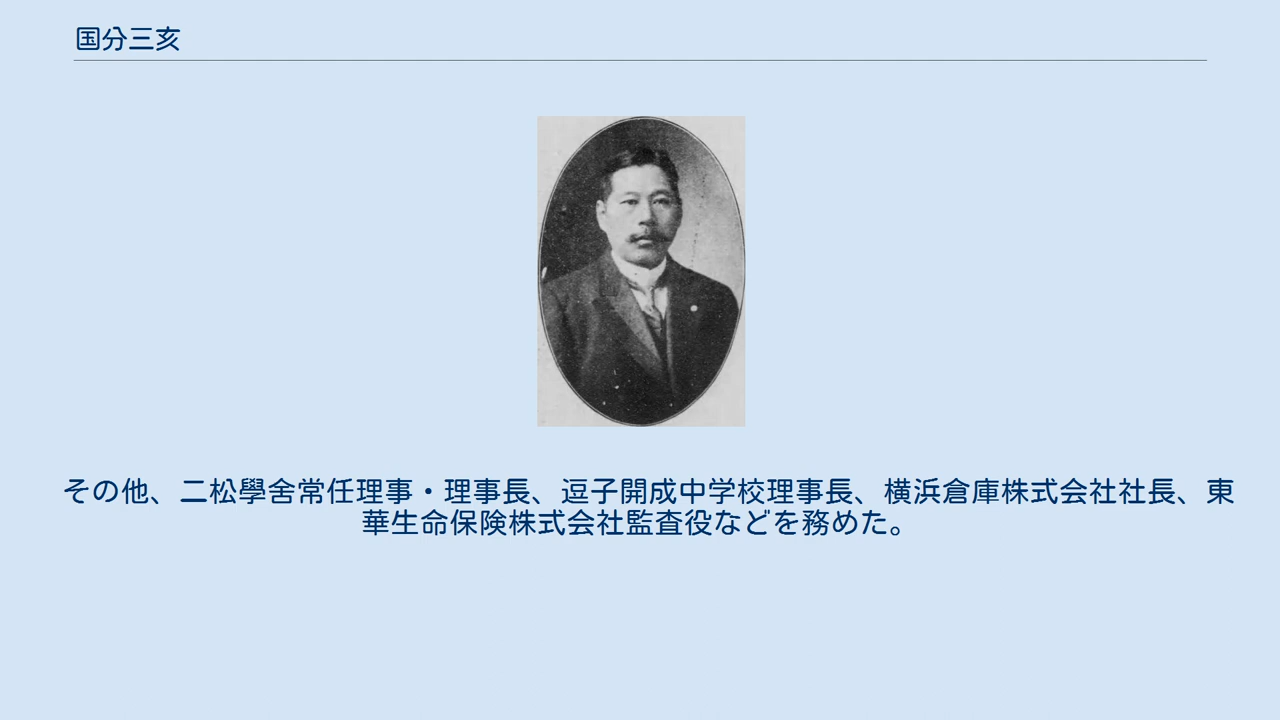 国分三亥
その他、二松學舍常任理事・理事長、逗子開成中学校理事長、横浜倉庫株式会社社長、東
華生命保険株式会社監査役などを務めた。